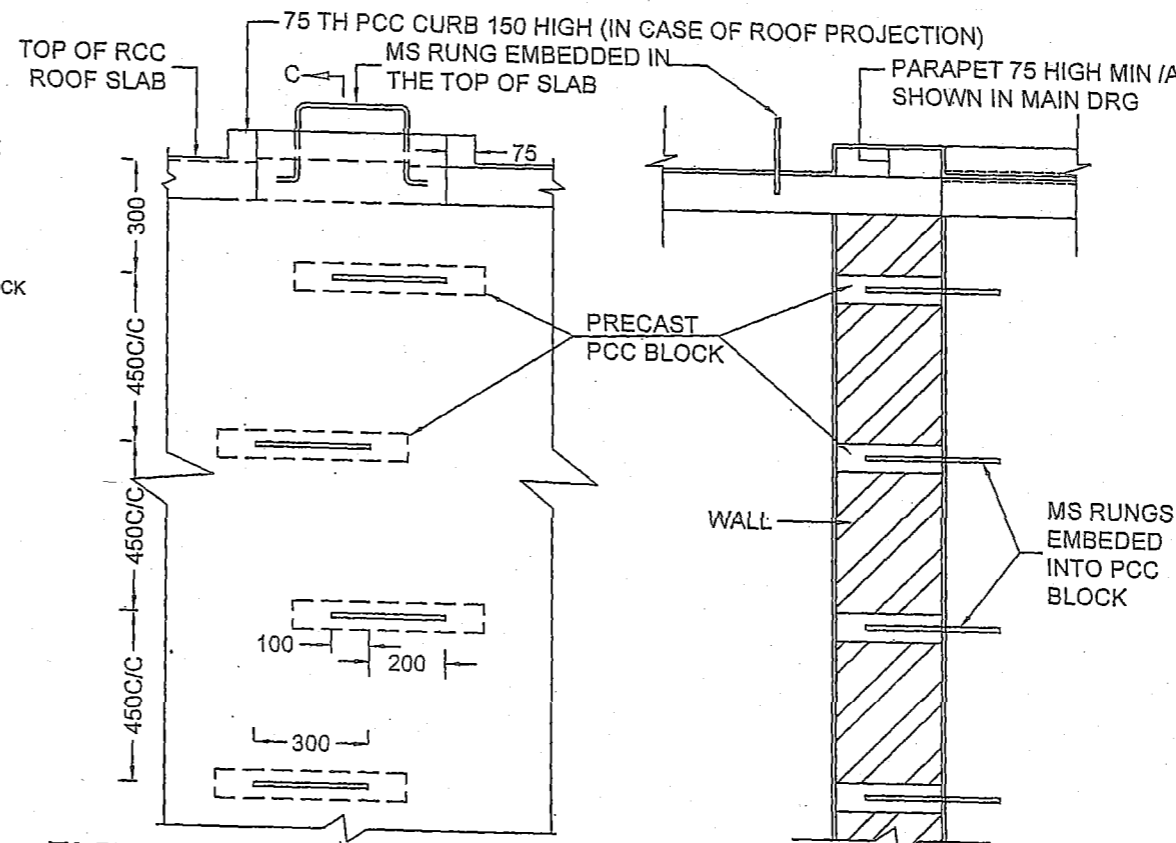 75 TH PCC CURB 150 HIGH (IN CASE OF ROOF PROJECTION)
TOP OF RCC
ROOF SLAB
MS RUNG EMBEDDED IN
THE TOP OF SLAB
C
PARAPET 75 HIGH MIN /A
SHOWN IN MAIN DRG
75
300
CK
450C/C
PRECAST
PCC BLOCK
450C/C
WALL
MS RUNGS
EMBEDED
INTO PCC
BLOCK
450C/C
100
200
300